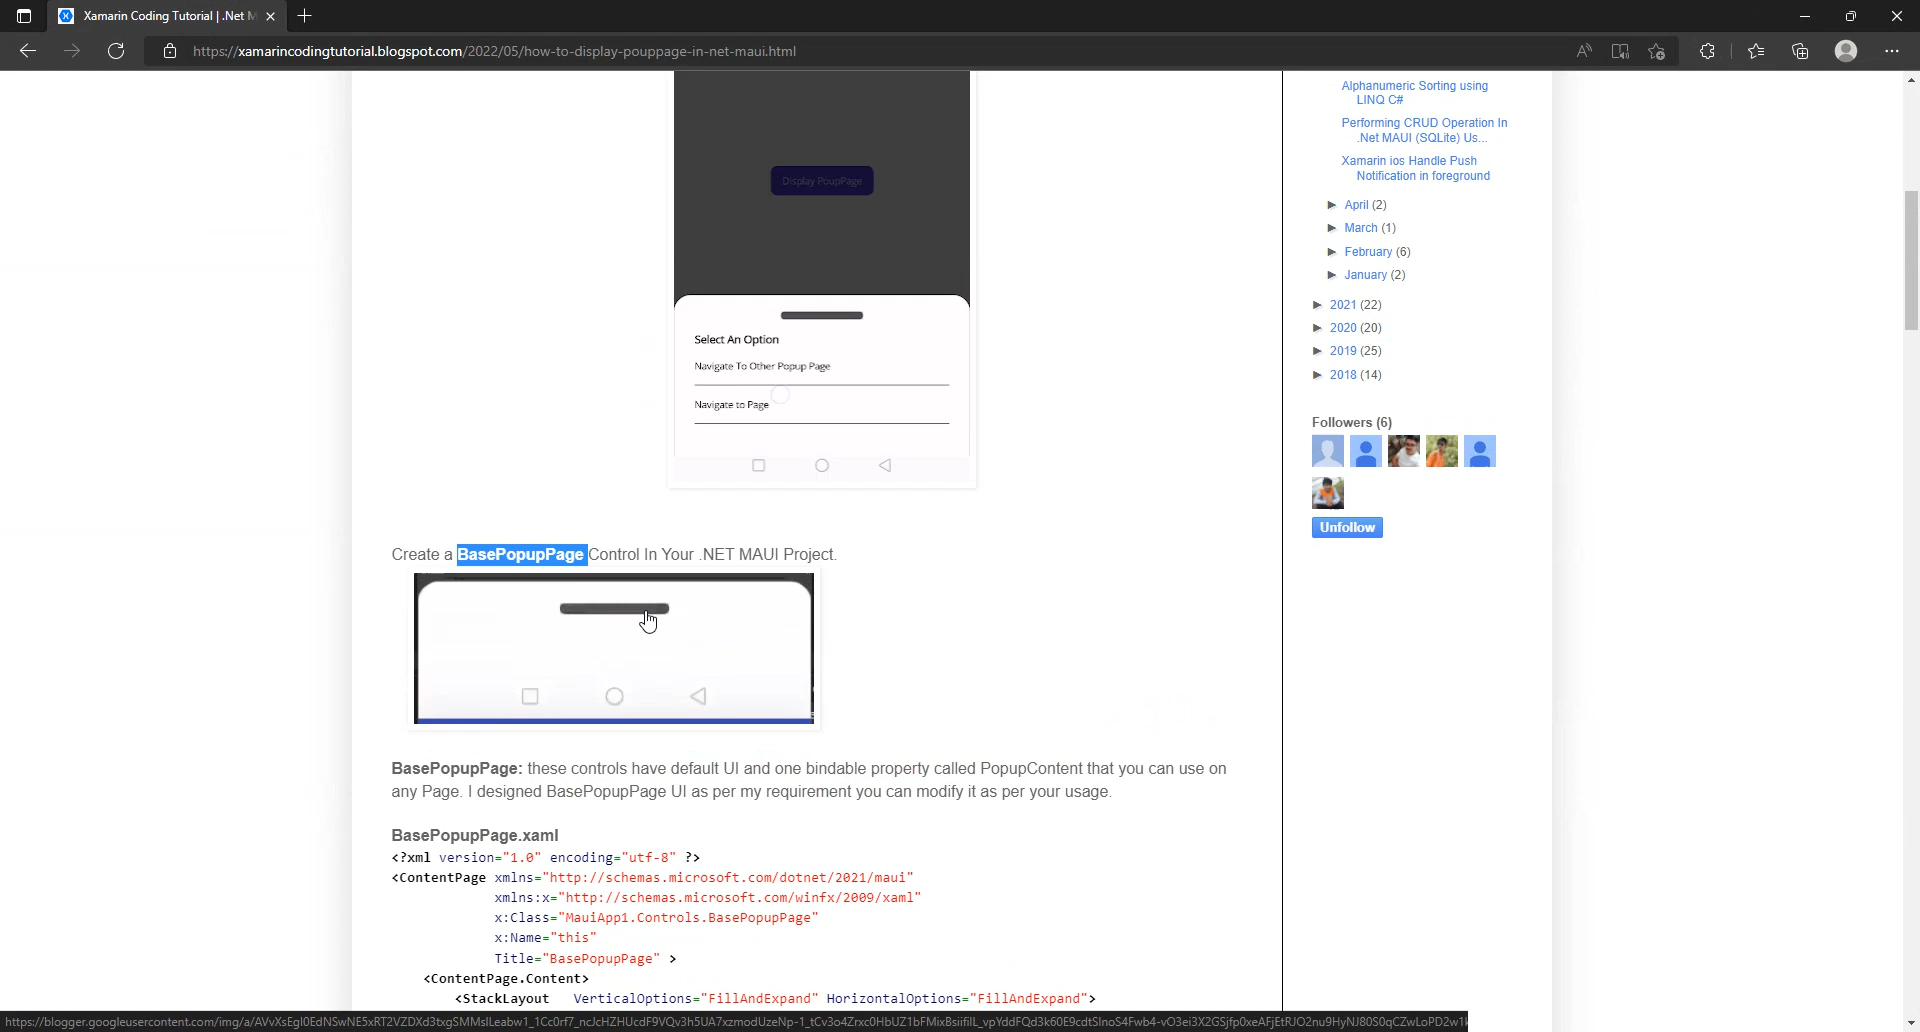 Xamarin Coding Tutorial | .Net M
https://xamarincodingtutorial.blogspot.com/2022/05/how-to-display-pouppage-in-net-maui.html
Display PoupPage
Select An Option
Navigate To Other Popup Page
Navigate to Page
Create a BasePopupPage Control In Your .NET MAUI Project.
BasePopupPage: these controls have default UI and one bindable property called PopupContent that you can use on
any Page. I designed BasePopupPage UI as per my requirement you can modify it as per your usage.
BasePopupPage.xaml
<?xml version="1.0" encoding="utf-8" ?>
<ContentPage xmlns="http://schemas.microsoft.com/dotnet/2021/maui"
xmlns:x="http://schemas.microsoft.com/winfx/2009/xaml"
x:Class="MauiApp1.Controls.BasePopupPage"
x:Name="this"
Title="BasePopupPage" >
<ContentPage.Content>
<StackLayout VerticalOptions="FillAndExpand" HorizontalOptions="FillAndExpand">
Alphanumeric Sorting using
LINQ C#
Performing CRUD Operation In
.Net MAUI (SQLite) Us...
Xamarin ios Handle Push
Notification in foreground
► April (2)
► March (1)
► February (6)
► January (2)
► 2021 (22)
► 2020 (20)
► 2019 (25)
► 2018 (14)
Followers (6)
Unfollow